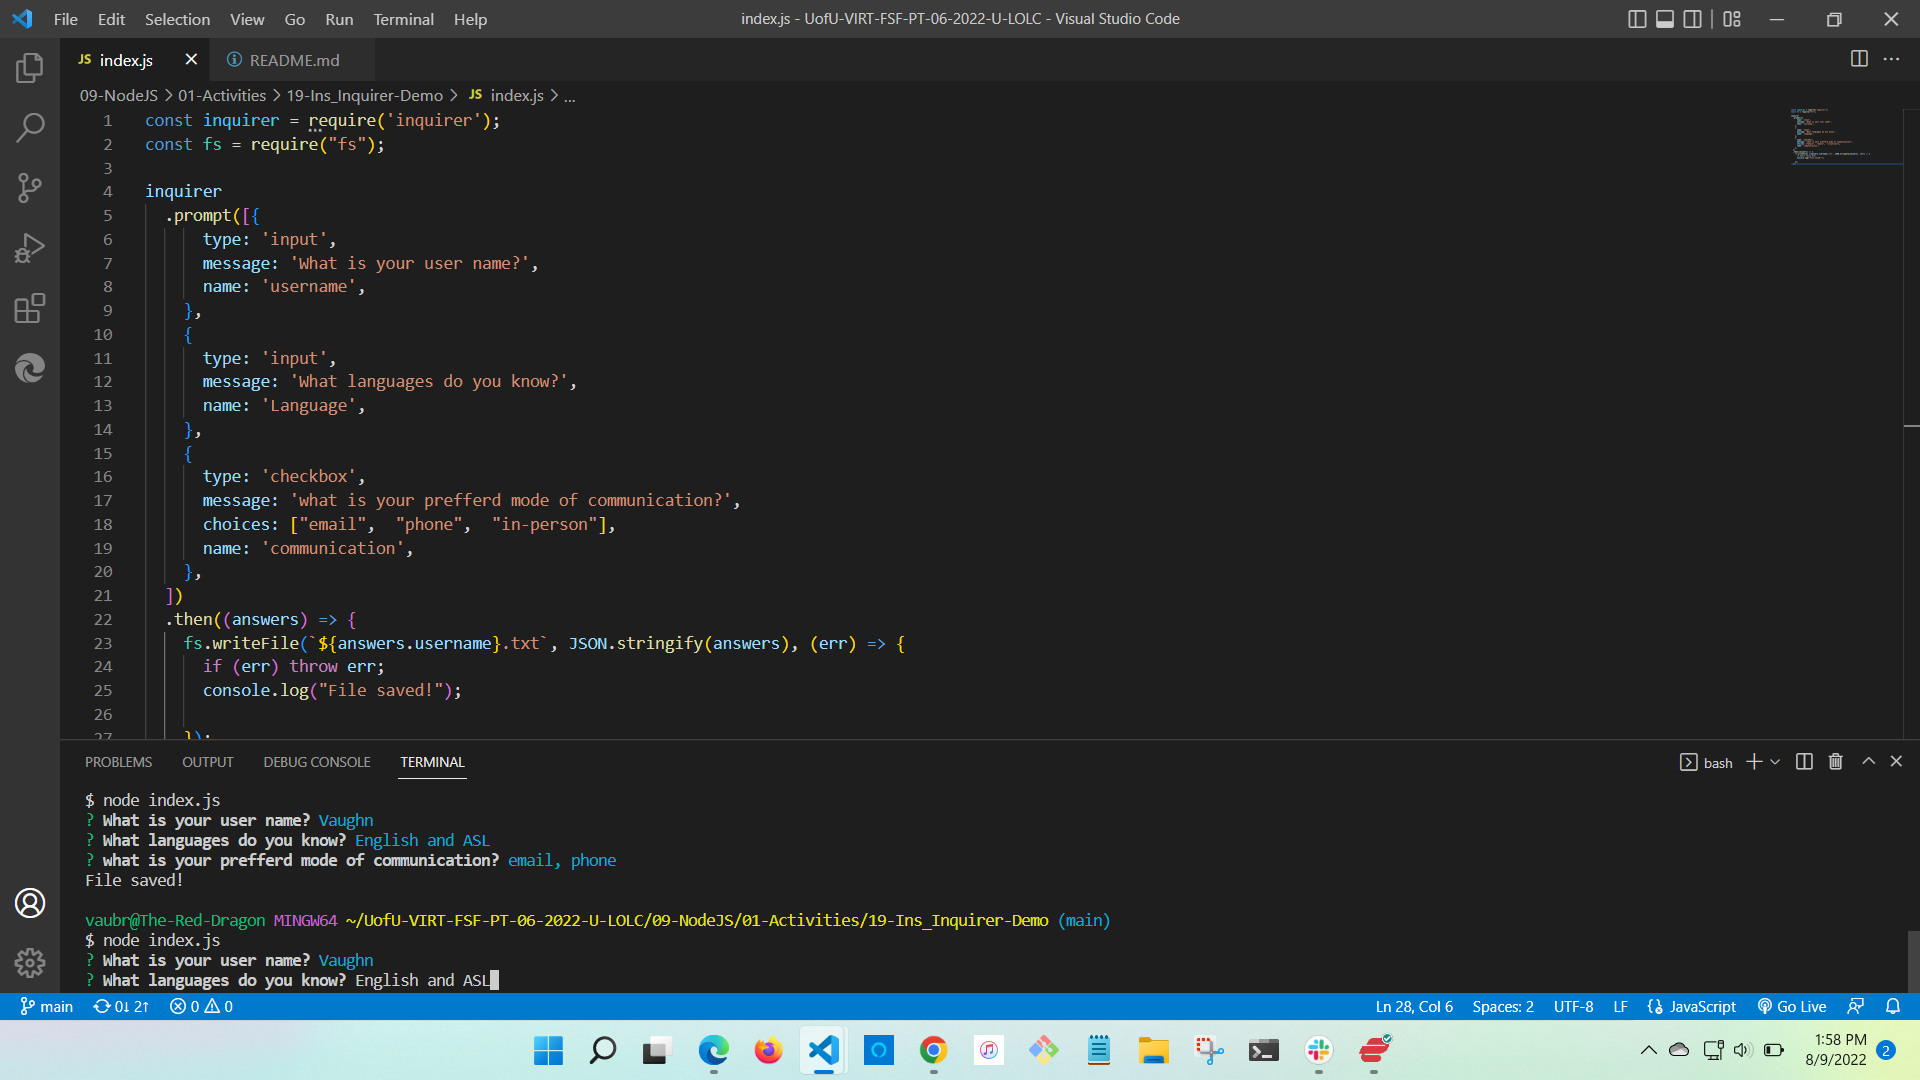 File Edit Selection View Go Run Terminal Help index.js - UofU-VIRT-FSF-PT-06-2022-U-LOLC - Visual Studio Code
JS index.js README.md
09-NodeJS > 01-Activities > 19-Ins_Inquirer-Demo > JS index.js > ...
1 const inquirer = require('inquirer');
2 const fs = require("fs");
3
4 inquirer
5 .prompt([{
6 type: 'input',
7 message: 'What is your user name?',
8 name: 'username',
9 },
10 {
11 type: 'input',
12 message: 'What languages do you know?',
13 name: 'Language',
14 },
15 {
16 type: 'checkbox',
17 message: 'what is your prefferd mode of communication?',
18 choices: ["email", "phone", "in-person"],
19 name: 'communication',
20 },
21 ])
22 .then((answers) => {
23 fs.writeFile(`${answers.username}.txt`, JSON.stringify(answers), (err) => {
24 if (err) throw err;
25 console.log("File saved!");
26
27 });
PROBLEMS OUTPUT DEBUG CONSOLE TERMINAL bash
$ node index.js
? What is your user name? Vaughn
? What languages do you know? English and ASL
? what is your prefferd mode of communication? email, phone
File saved!
vaubr@The-Red-Dragon MINGW64 ~/UofU-VIRT-FSF-PT-06-2022-U-LOLC/09-NodeJS/01-Activities/19-Ins_Inquirer-Demo (main)
$ node index.js
? What is your user name? Vaughn
? What languages do you know? English and ASL
main 0↓ 2↑ 0 0 Ln 28, Col 6 Spaces: 2 UTF-8 LF {} JavaScript Go Live
1:58 PM
8/9/2022 2